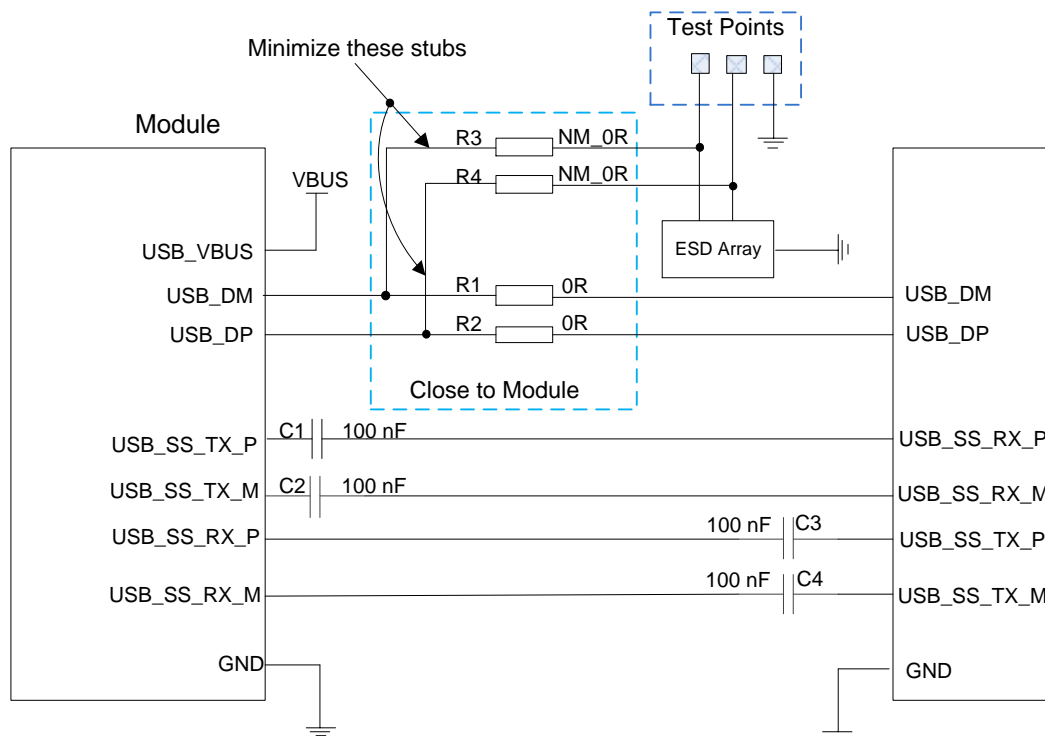 Test Points
Minimize these stubs
Module
R3 NM_0R
R4 NM_0R
VBUS
USB_VBUS
ESD Array
R1 0R
USB_DM
USB_DM
R2 0R
USB_DP
USB_DP
Close to Module
C1 100 nF
USB_SS_TX_P
USB_SS_RX_P
C2 100 nF
USB_SS_TX_M
USB_SS_RX_M
100 nF C3
USB_SS_RX_P
USB_SS_TX_P
100 nF C4
USB_SS_RX_M
USB_SS_TX_M
GND
GND